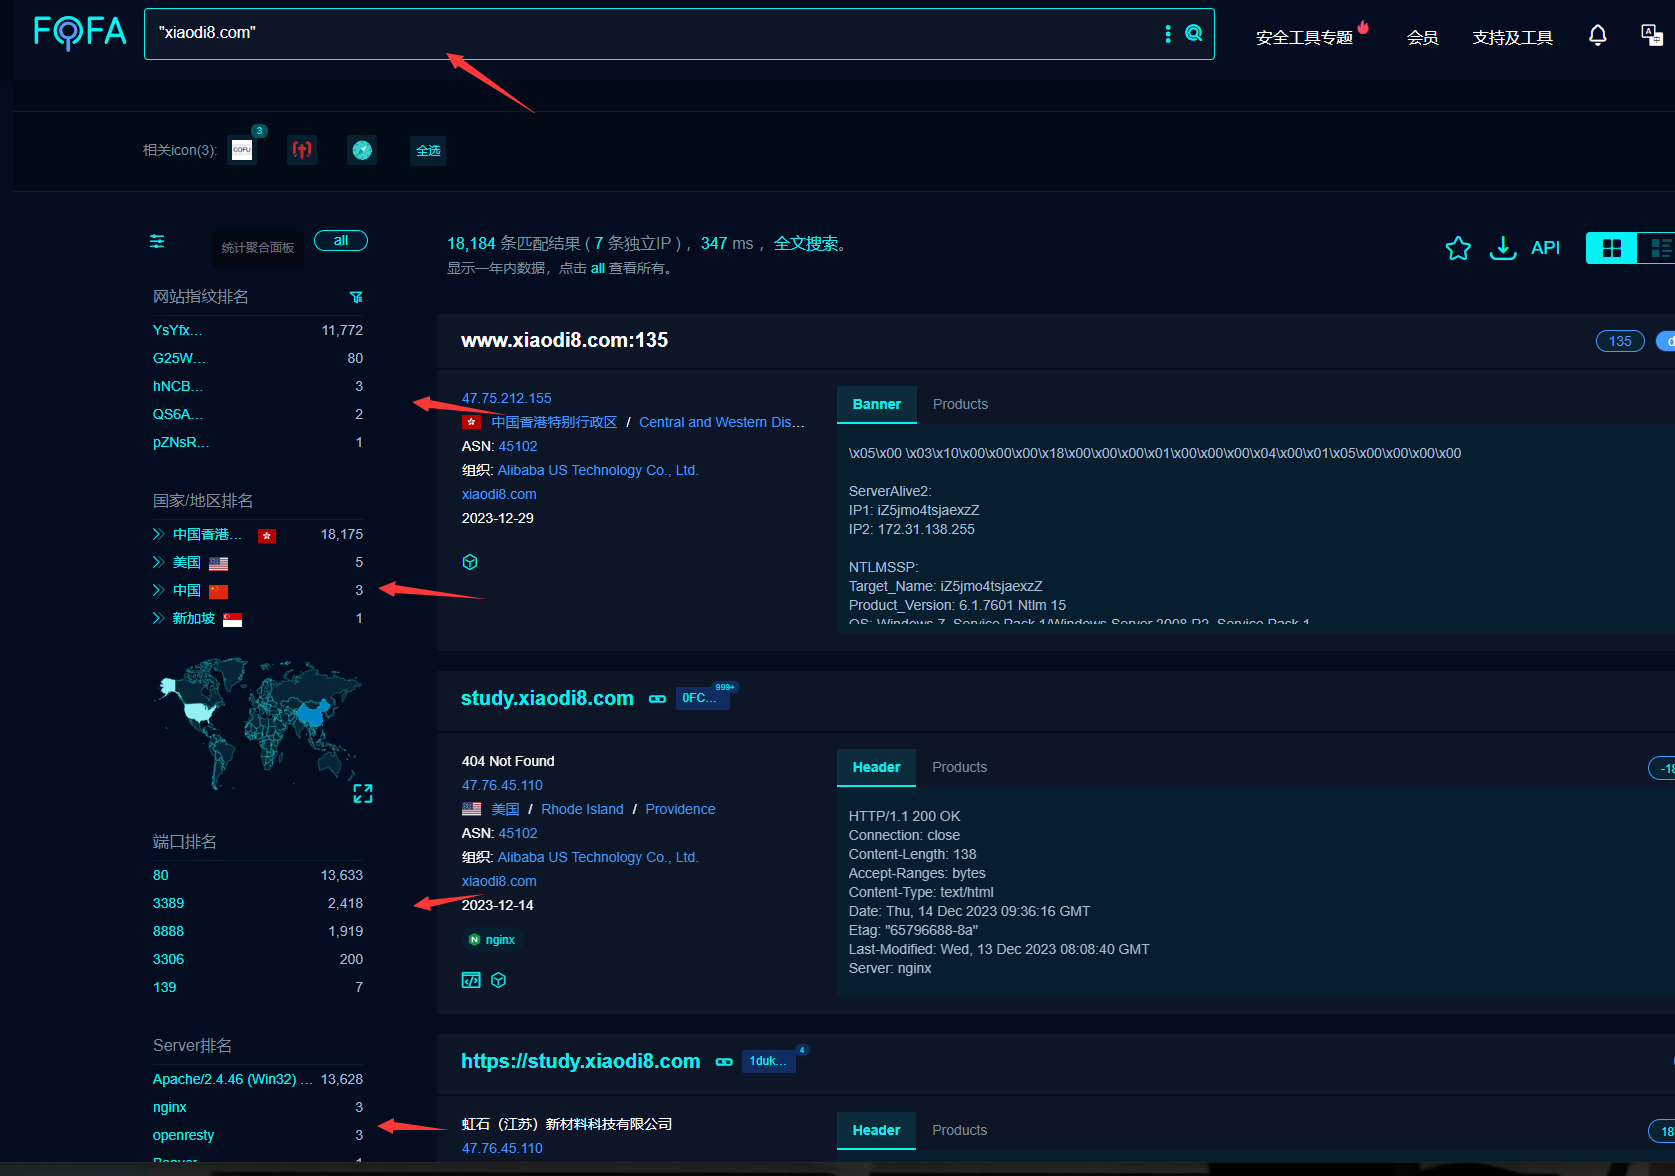 FOFA
"xiaodi8.com"
安全工具专题
会员
支持及工具
相关icon(3):
COFU
3
全选
统计聚合面板
all
18,184 条匹配结果 ( 7 条独立IP ) ，347 ms ，全文搜索。
显示一年内数据，点击 all 查看所有。
API
网站指纹排名
YsYfx... 11,772
G25W... 80
hNCB... 3
QS6A... 2
pZNsR... 1
国家/地区排名
中国香港... 18,175
美国 5
中国 3
新加坡 1
端口排名
80 13,633
3389 2,418
8888 1,919
3306 200
139 7
Server排名
Apache/2.4.46 (Win32) ... 13,628
nginx 3
openresty 3
www.xiaodi8.com:135
135
47.75.212.155
中国香港特别行政区 / Central and Western Dis...
ASN: 45102
组织: Alibaba US Technology Co., Ltd.
xiaodi8.com
2023-12-29
Banner Products
\x05\x00 \x03\x10\x00\x00\x00\x18\x00\x00\x00\x01\x00\x00\x00\x04\x00\x01\x05\x00\x00\x00\x00
ServerAlive2:
IP1: iZ5jmo4tsjaexzZ
IP2: 172.31.138.255
NTLMSSP:
Target_Name: iZ5jmo4tsjaexzZ
Product_Version: 6.1.7601 Ntlm 15
OS: Windows 7, Service Pack 1/Windows Server 2008 R2, Service Pack 1
study.xiaodi8.com 0FC... 999+
404 Not Found
47.76.45.110
美国 / Rhode Island / Providence
ASN: 45102
组织: Alibaba US Technology Co., Ltd.
xiaodi8.com
2023-12-14
nginx
Header Products
-18
HTTP/1.1 200 OK
Connection: close
Content-Length: 138
Accept-Ranges: bytes
Content-Type: text/html
Date: Thu, 14 Dec 2023 09:36:16 GMT
Etag: "65796688-8a"
Last-Modified: Wed, 13 Dec 2023 08:08:40 GMT
Server: nginx
https://study.xiaodi8.com 1duk... 4
虹石（江苏）新材料科技有限公司
47.76.45.110
Header Products
18